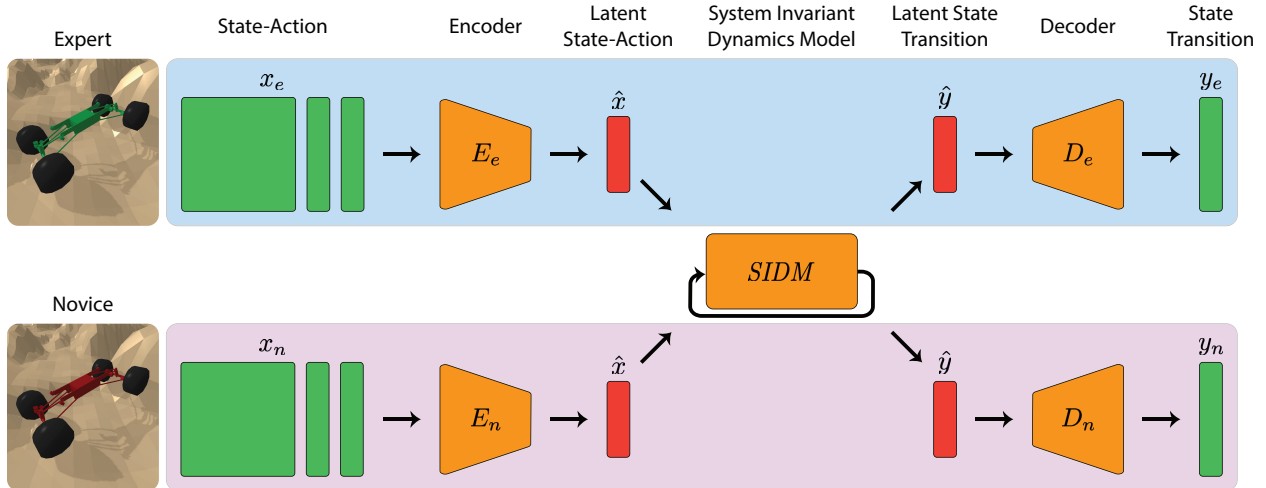 Expert
State-Action
Encoder
Latent
State-Action
System Invariant
Dynamics Model
Latent State
Transition
Decoder
State
Transition
x_e
E_e
x̂
ŷ
D_e
y_e
SIDM
Novice
x_n
E_n
x̂
ŷ
D_n
y_n